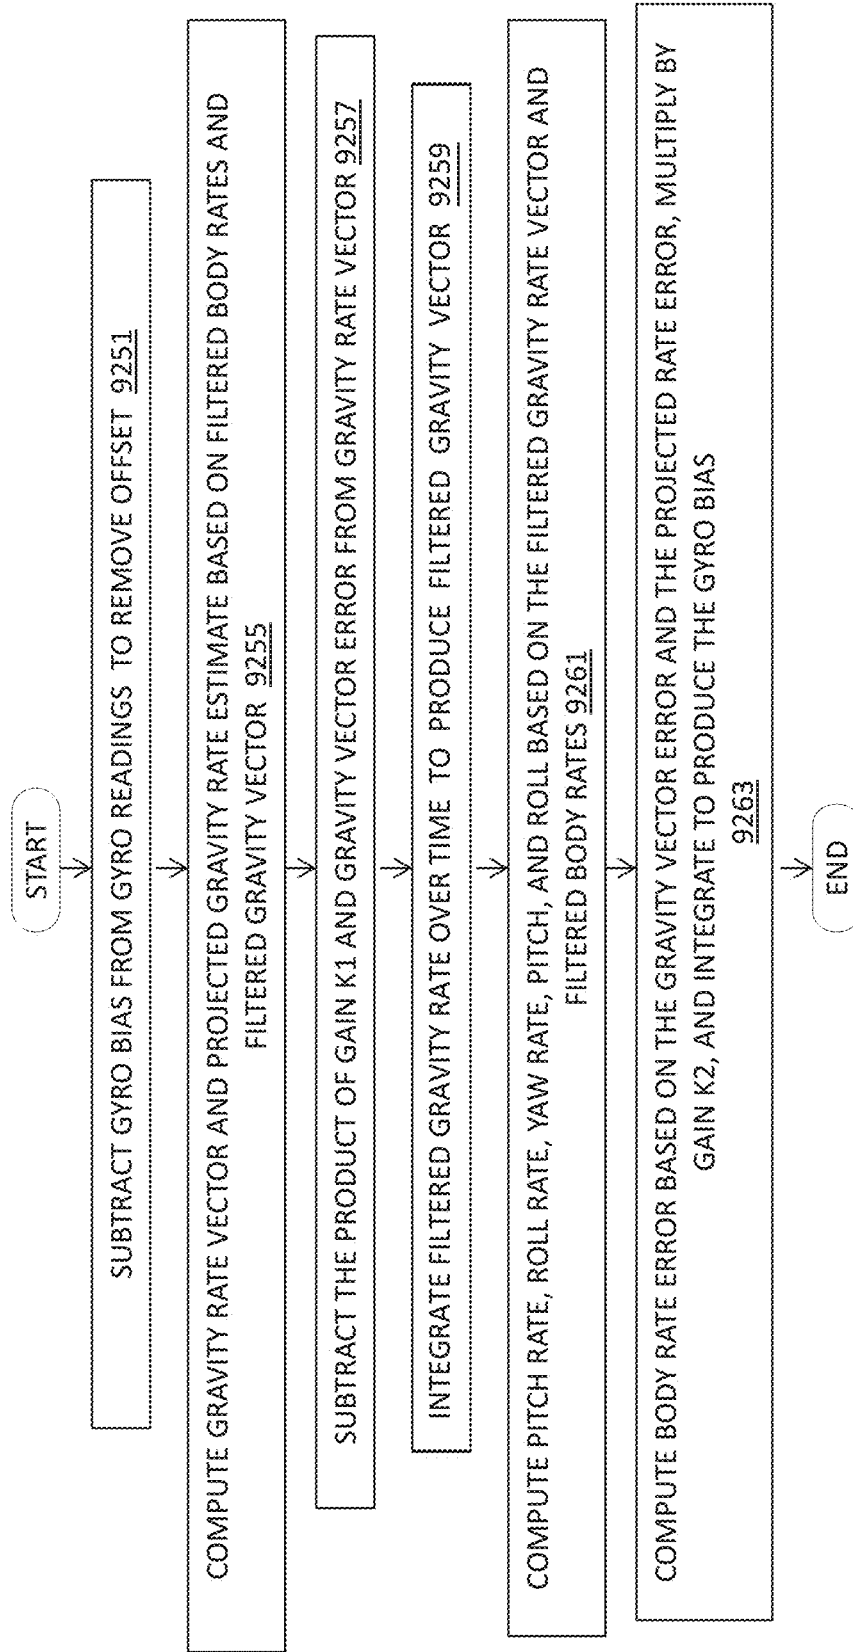 START
SUBTRACT GYRO BIAS FROM GYRO READINGS TO REMOVE OFFSET 9251
COMPUTE GRAVITY RATE VECTOR AND PROJECTED GRAVITY RATE ESTIMATE BASED ON FILTERED BODY RATES AND
FILTERED GRAVITY VECTOR 9255
SUBTRACT THE PRODUCT OF GAIN K1 AND GRAVITY VECTOR ERROR FROM GRAVITY RATE VECTOR 9257
INTEGRATE FILTERED GRAVITY RATE OVER TIME TO PRODUCE FILTERED GRAVITY VECTOR 9259
COMPUTE PITCH RATE, ROLL RATE, YAW RATE, PITCH, AND ROLL BASED ON THE FILTERED GRAVITY RATE VECTOR AND
FILTERED BODY RATES 9261
COMPUTE BODY RATE ERROR BASED ON THE GRAVITY VECTOR ERROR AND THE PROJECTED RATE ERROR, MULTIPLY BY
GAIN K2, AND INTEGRATE TO PRODUCE THE GYRO BIAS
9263
END